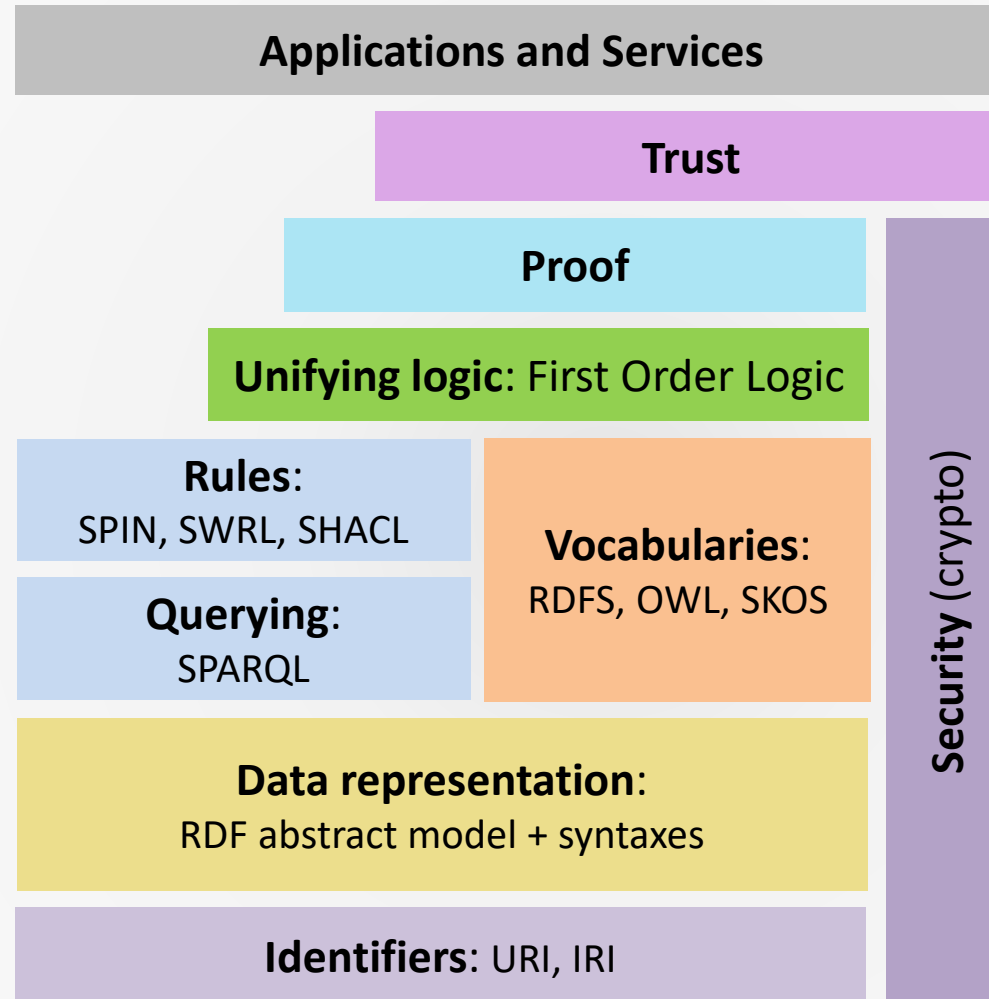 Applications and Services
Trust
Proof
Unifying logic: First Order Logic
Rules:
SPIN, SWRL, SHACL
Vocabularies:
RDFS, OWL, SKOS
Querying:
SPARQL
Security (crypto)
Data representation:
RDF abstract model + syntaxes
Identifiers: URI, IRI